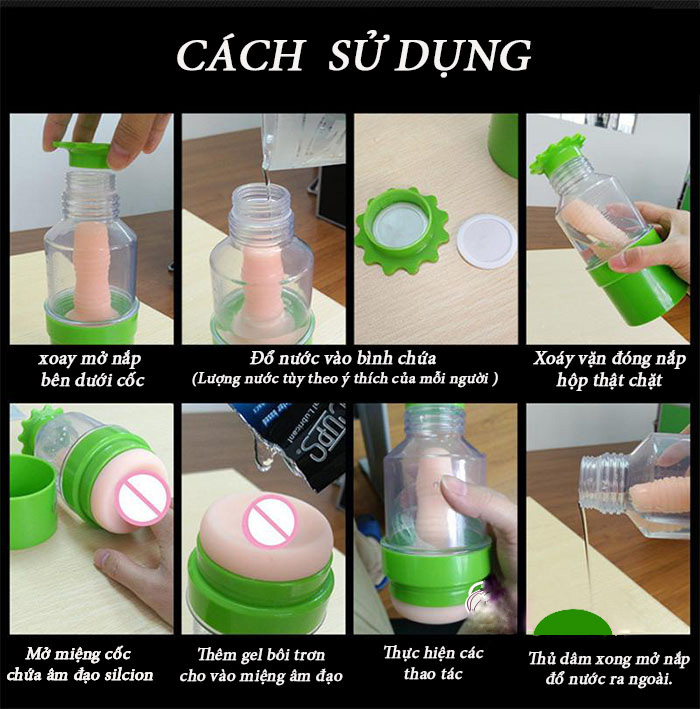 CÁCH SỬ DỤNG
xoay mở nắp
bên dưới cốc
Đổ nước vào bình chứa
(Lượng nước tùy theo ý thích của mỗi người )
Xoáy vặn đóng nắp
hộp thật chặt
Mở miệng cốc
chứa âm đạo silcion
Thêm gel bôi trơn
cho vào miệng âm đạo
Thực hiện các
thao tác
Thủ dâm xong mở nắp
đổ nước ra ngoài.